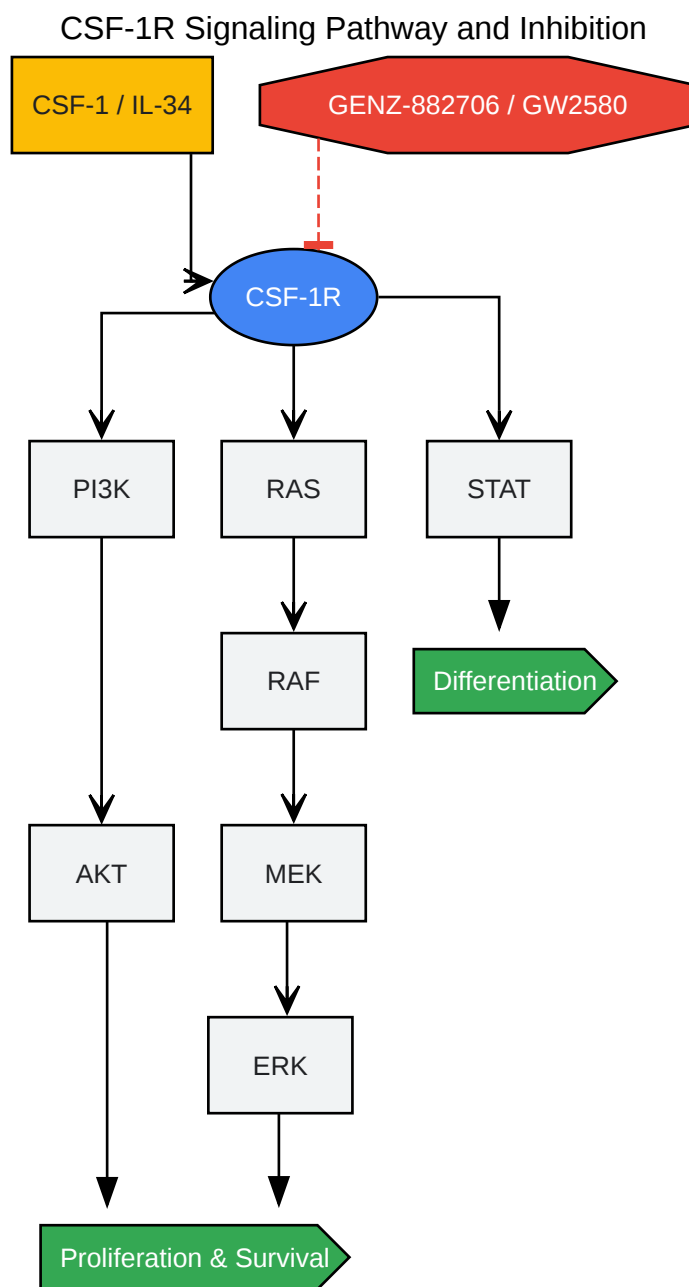 CSF-1R Signaling Pathway and Inhibition
CSF-1 / IL-34
GENZ-882706 / GW2580
CSF-1R
PI3K
RAS
STAT
RAF
Differentiation
AKT
MEK
ERK
Proliferation & Survival